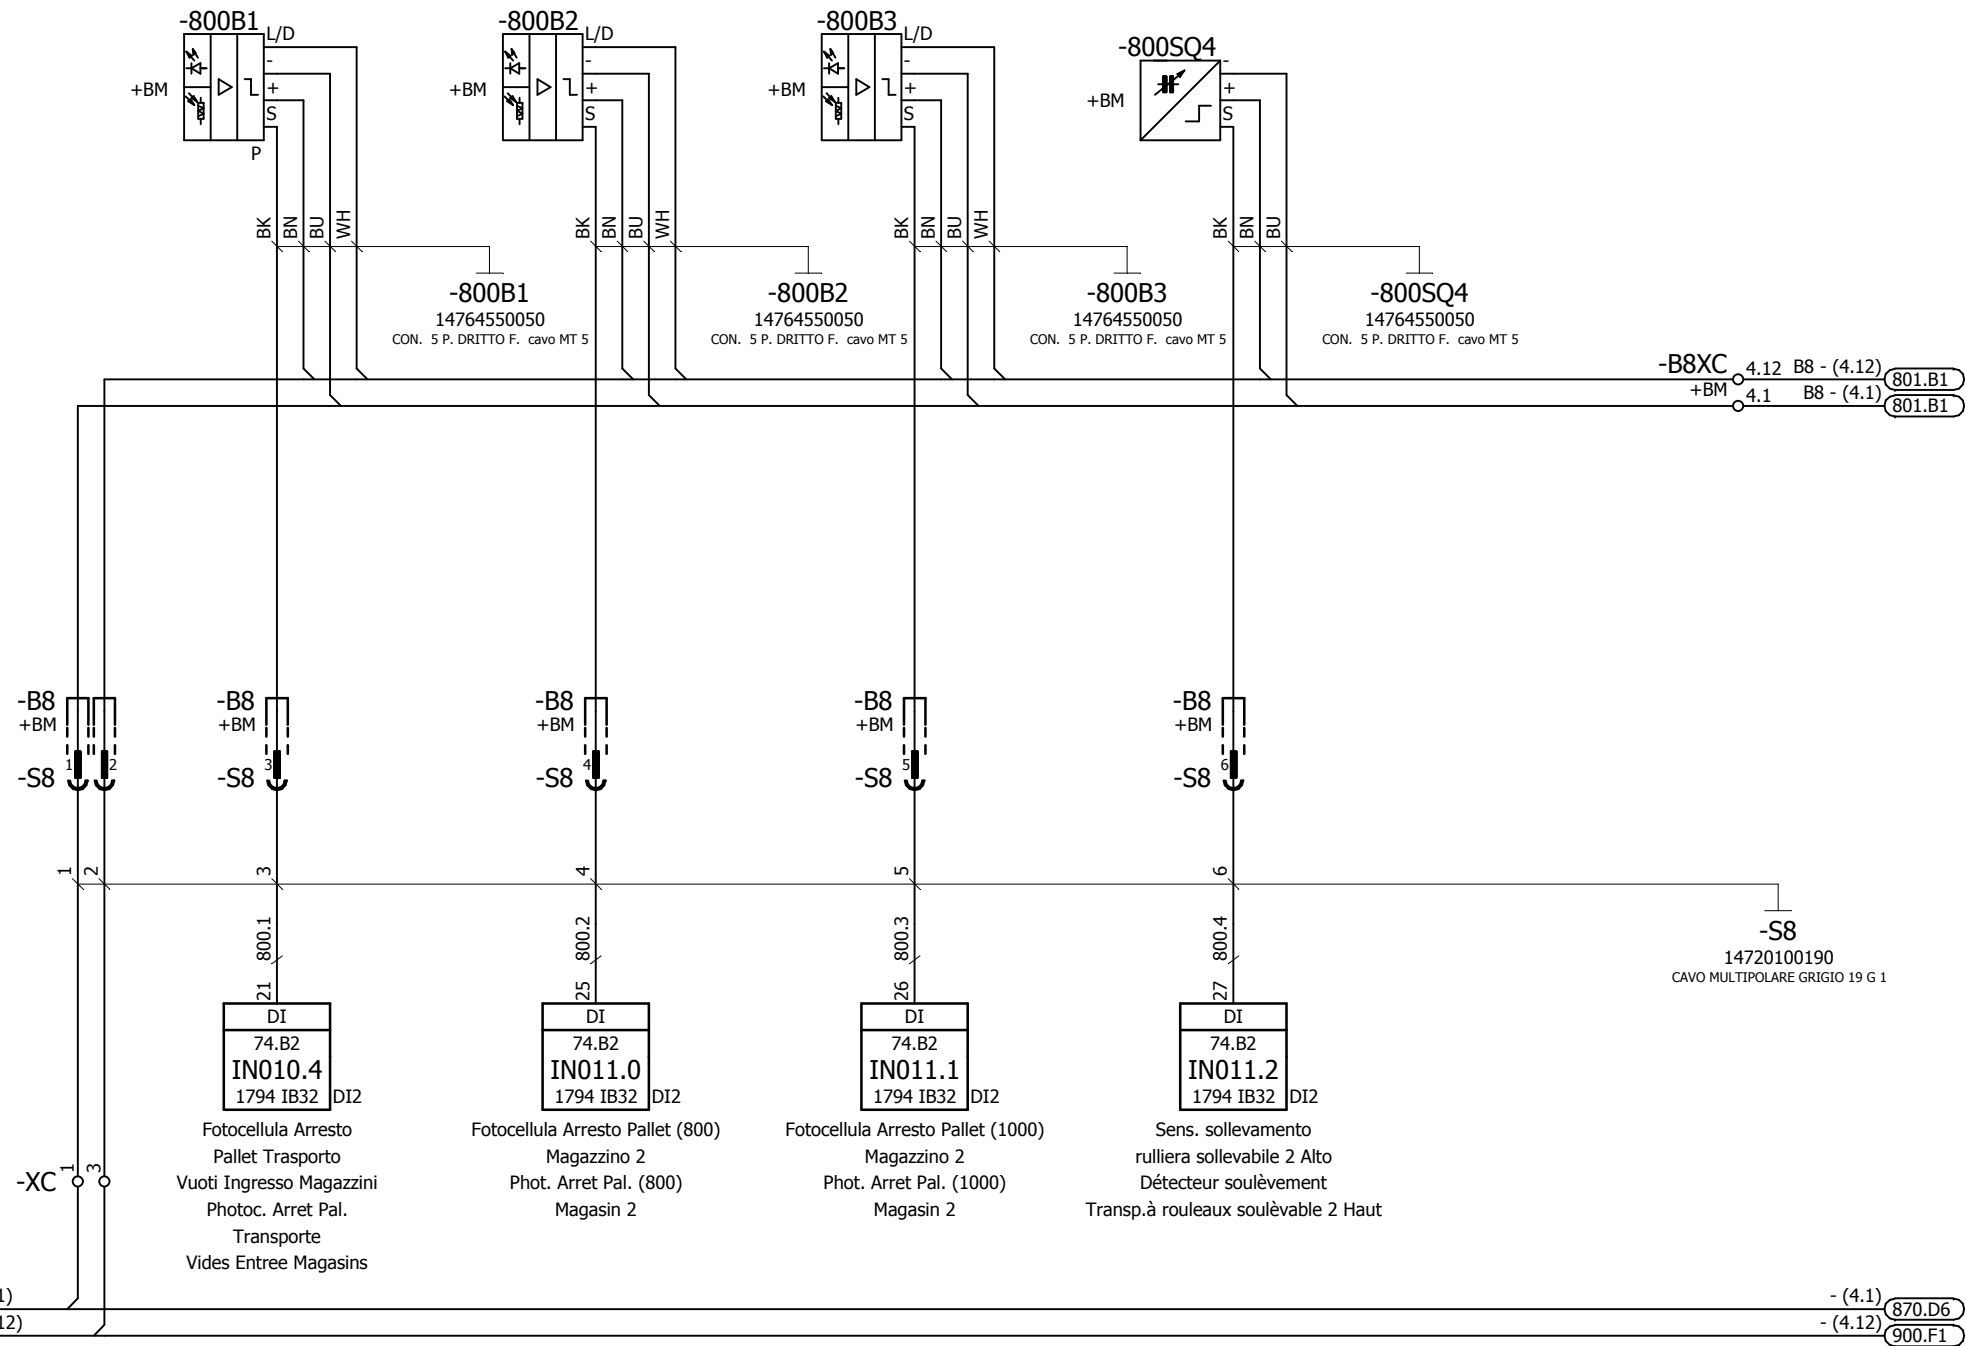 -800B1
L/D
-
+
S
P
+BM
-800B2
L/D
-
+
S
+BM
-800B3
L/D
-
+
S
+BM
-800SQ4
-
+
S
+BM
BK
BN
BU
WH
BK
BN
BU
WH
BK
BN
BU
WH
BK
BN
BU
-800B1
14764550050
CON. 5 P. DRITTO F. cavo MT 5
-800B2
14764550050
CON. 5 P. DRITTO F. cavo MT 5
-800B3
14764550050
CON. 5 P. DRITTO F. cavo MT 5
-800SQ4
14764550050
CON. 5 P. DRITTO F. cavo MT 5
-B8XC
+BM
4.12 B8 - (4.12) 801.B1
4.1 B8 - (4.1) 801.B1
-B8
+BM
1
2
-S8
-B8
+BM
3
-S8
-B8
+BM
4
-S8
-B8
+BM
5
-S8
-B8
+BM
6
-S8
1
2
3
4
5
6
-S8
14720100190
CAVO MULTIPOLARE GRIGIO 19 G 1
800.1
800.2
800.3
800.4
21
DI
74.B2
IN010.4
1794 IB32 DI2
Fotocellula Arresto
Pallet Trasporto
Vuoti Ingresso Magazzini
Photoc. Arret Pal.
Transporte
Vides Entree Magasins
25
DI
74.B2
IN011.0
1794 IB32 DI2
Fotocellula Arresto Pallet (800)
Magazzino 2
Phot. Arret Pal. (800)
Magasin 2
26
DI
74.B2
IN011.1
1794 IB32 DI2
Fotocellula Arresto Pallet (1000)
Magazzino 2
Phot. Arret Pal. (1000)
Magasin 2
27
DI
74.B2
IN011.2
1794 IB32 DI2
Sens. sollevamento
rulliera sollevabile 2 Alto
Détecteur soulèvement
Transp.à rouleaux soulèvable 2 Haut
-XC
1
3
1)
12)
- (4.1) 870.D6
- (4.12) 900.F1